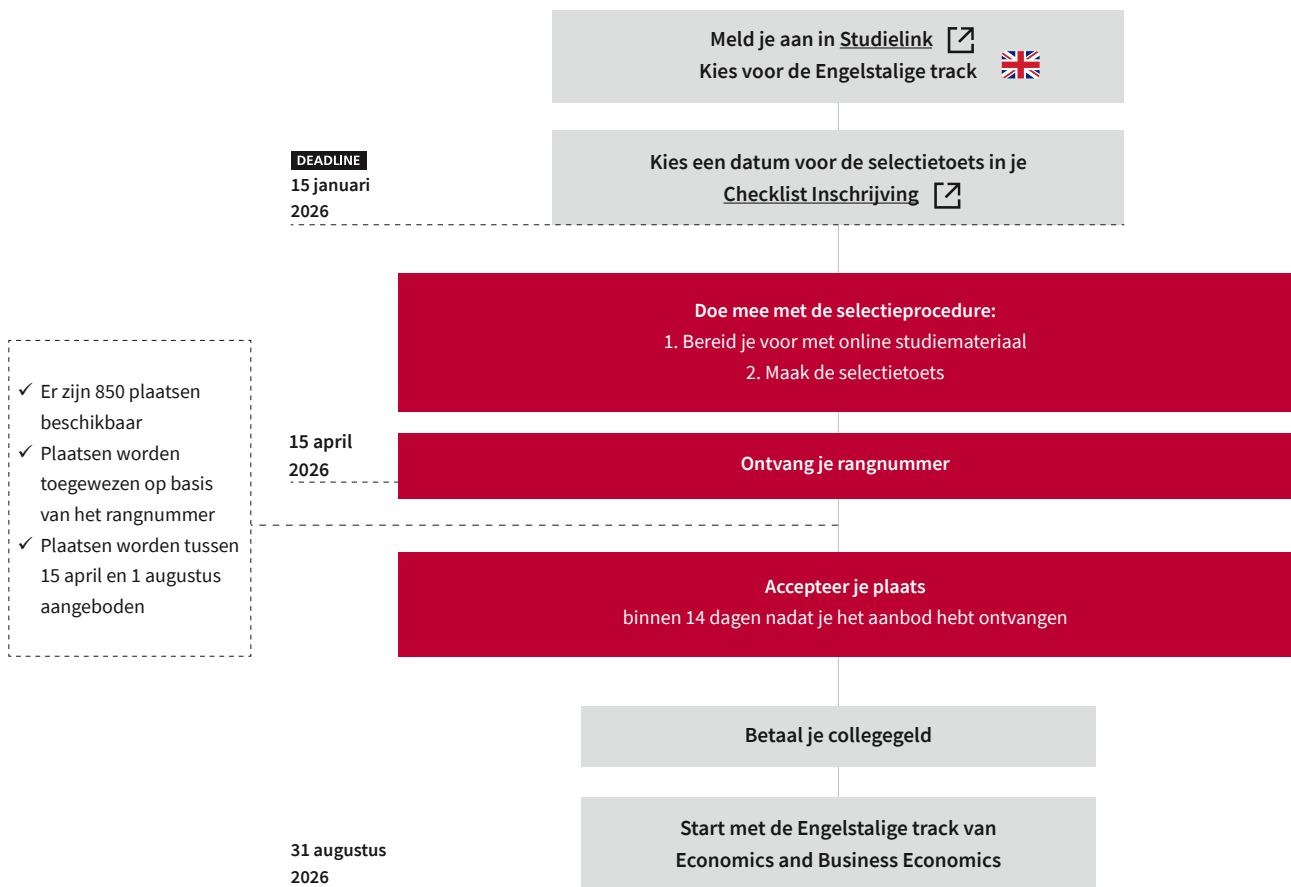 Meld je aan in Studielink
Kies voor de Engelstalige track
DEADLINE
15 januari
2026
Kies een datum voor de selectietoets in je
Checklist Inschrijving
Doe mee met de selectieprocedure:
1. Bereid je voor met online studiemateriaal
2. Maak de selectietoets
✓ Er zijn 850 plaatsen
beschikbaar
✓ Plaatsen worden
toegewezen op basis
van het rangnummer
✓ Plaatsen worden tussen
15 april en 1 augustus
aangeboden
15 april
2026
Ontvang je rangnummer
Accepteer je plaats
binnen 14 dagen nadat je het aanbod hebt ontvangen
Betaal je collegegeld
31 augustus
2026
Start met de Engelstalige track van
Economics and Business Economics